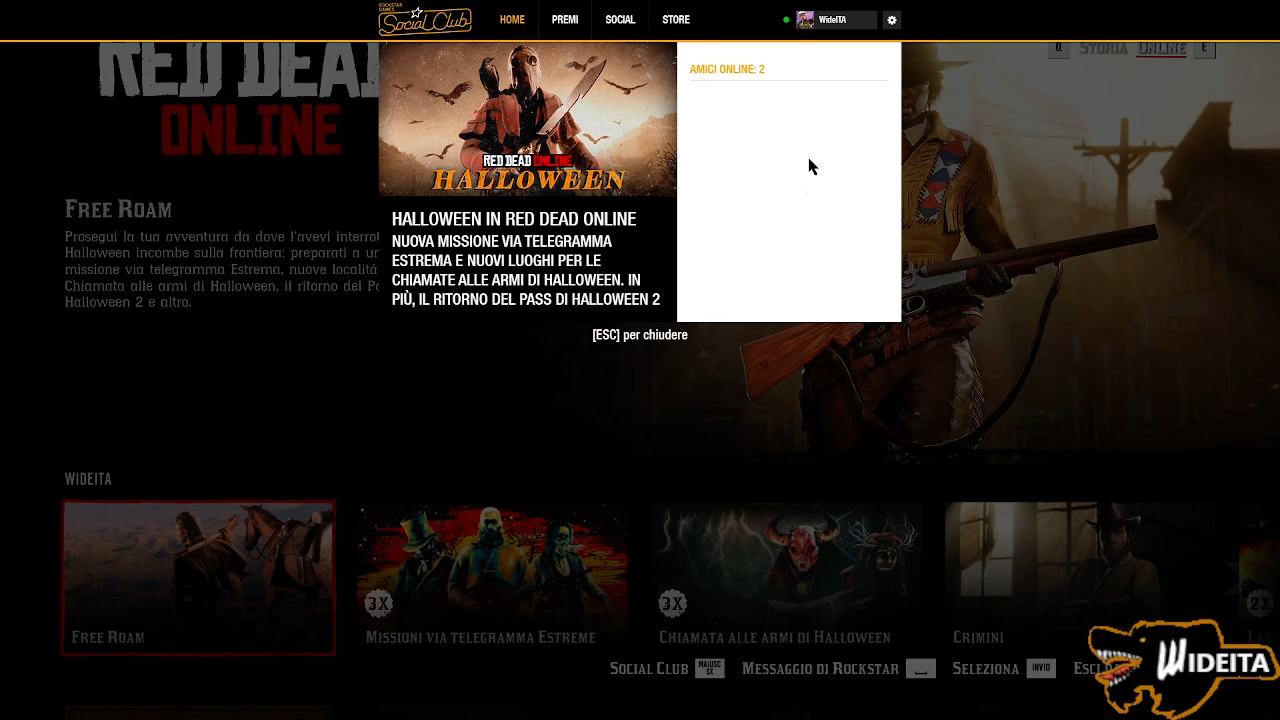 ROCKSTAR
GAMES
Social Club
HOME
PREMI
SOCIAL
STORE
WideITA
RED DEAD
ONLINE
Q
STORIA
ONLINE
E
AMICI ONLINE: 2
RED DEAD ONLINE
HALLOWEEN
FREE ROAM
Prosegui la tua avventura da dove l'avevi
Halloween incombe sulla frontiera: preparati a
missione via telegramma Estrema, nuove località
Chiamata alle armi di Halloween, il ritorno del
Halloween 2 e altro.
HALLOWEEN IN RED DEAD ONLINE
NUOVA MISSIONE VIA TELEGRAMMA
ESTREMA E NUOVI LUOGHI PER LE
CHIAMATE ALLE ARMI DI HALLOWEEN. IN
PIÙ, IL RITORNO DEL PASS DI HALLOWEEN 2
[ESC] per chiudere
WIDEITA
3X
3X
2X
FREE ROAM
MISSIONI VIA TELEGRAMMA ESTREME
CHIAMATA ALLE ARMI DI HALLOWEEN
CRIMINI
SOCIAL CLUB
MAIUSC
SX
MESSAGGIO DI ROCKSTAR
SELEZIONA
INVIO
WIDEITA